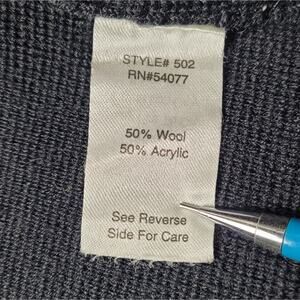 STYLE# 502
RN#54077
50% Wool
50% Acrylic
See Reverse
Side For Care